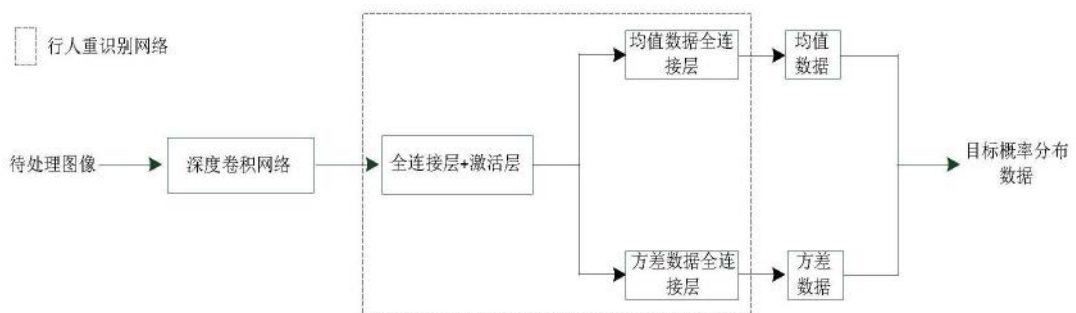 行人重识别网络
均值数据全连
接层
均值
数据
待处理图像
深度卷积网络
全连接层+激活层
目标概率分布
数据
方差数据全连
接层
方差
数据